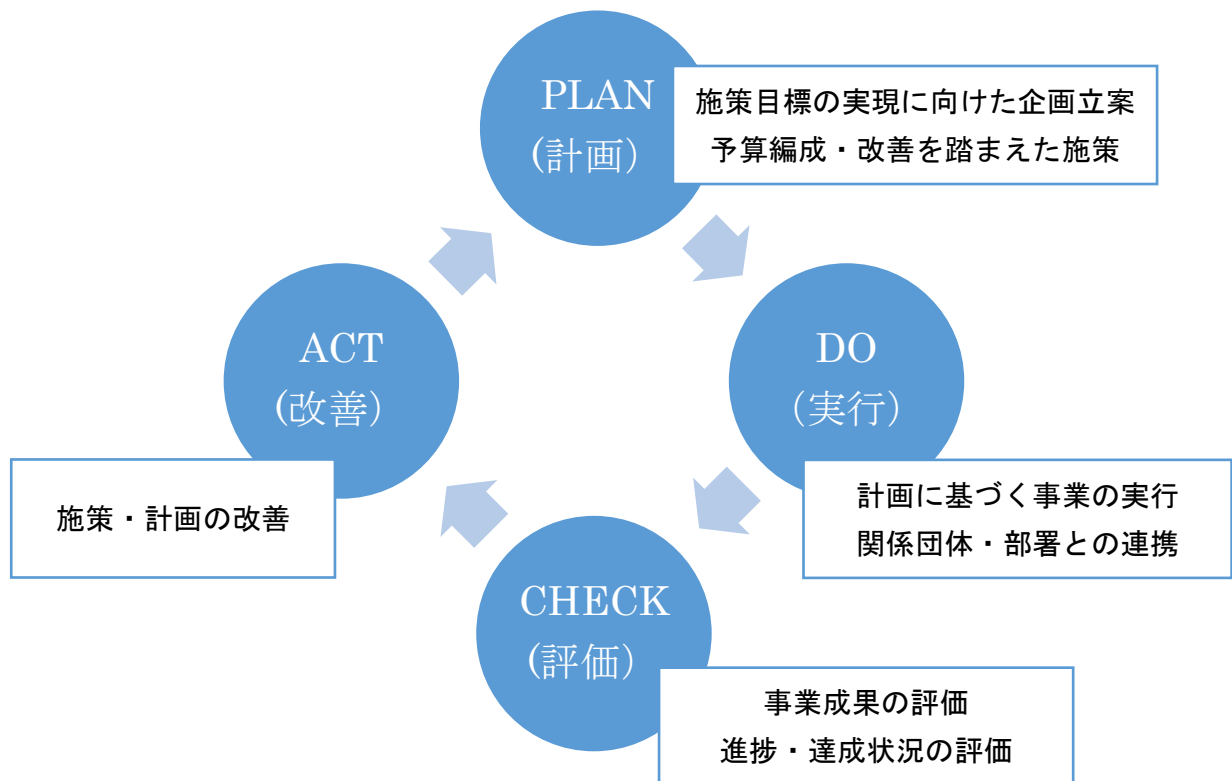 PLAN
(計画)
施策目標の実現に向けた企画立案
予算編成・改善を踏まえた施策
ACT
(改善)
施策・計画の改善
DO
(実行)
計画に基づく事業の実行
関係団体・部署との連携
CHECK
(評価)
事業成果の評価
進捗・達成状況の評価